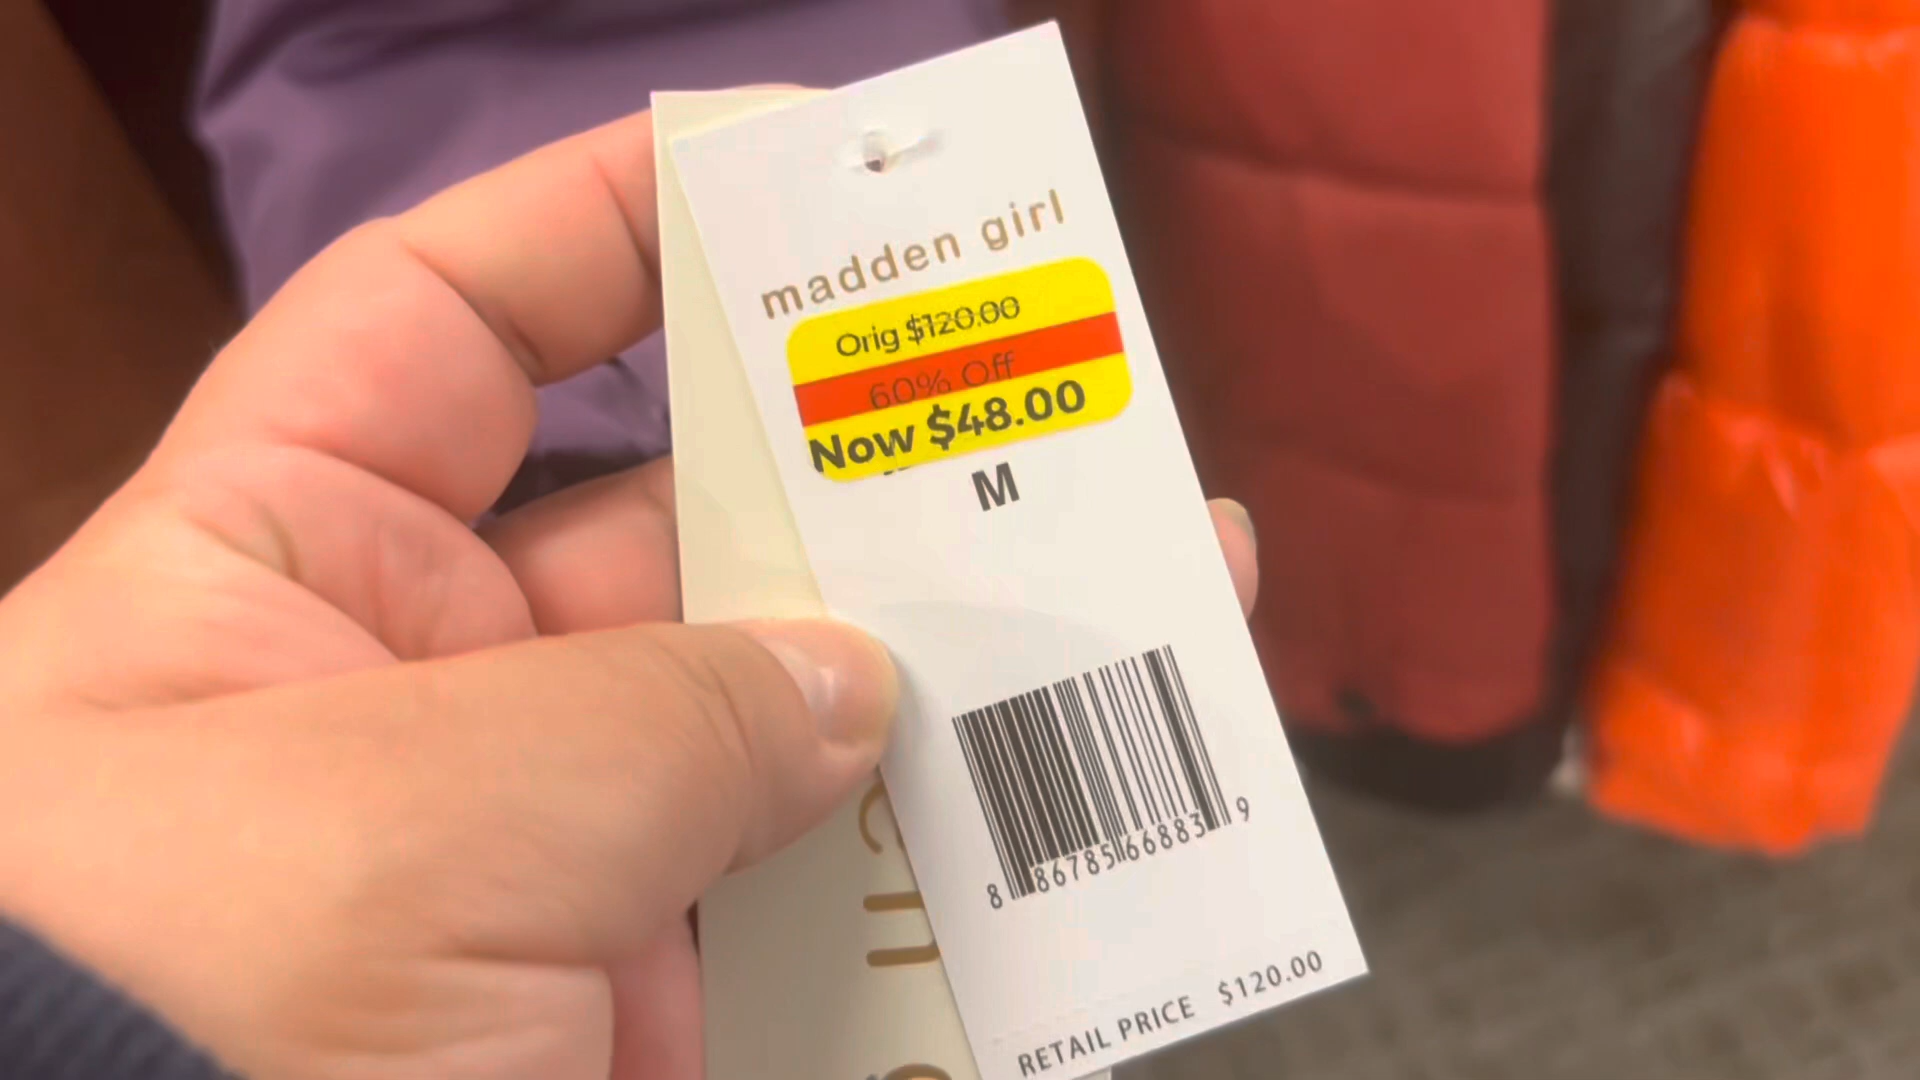 madden girl
Orig $120.00
60% Off
Now $48.00
M
8 86785 66883 9
RETAIL PRICE $120.00